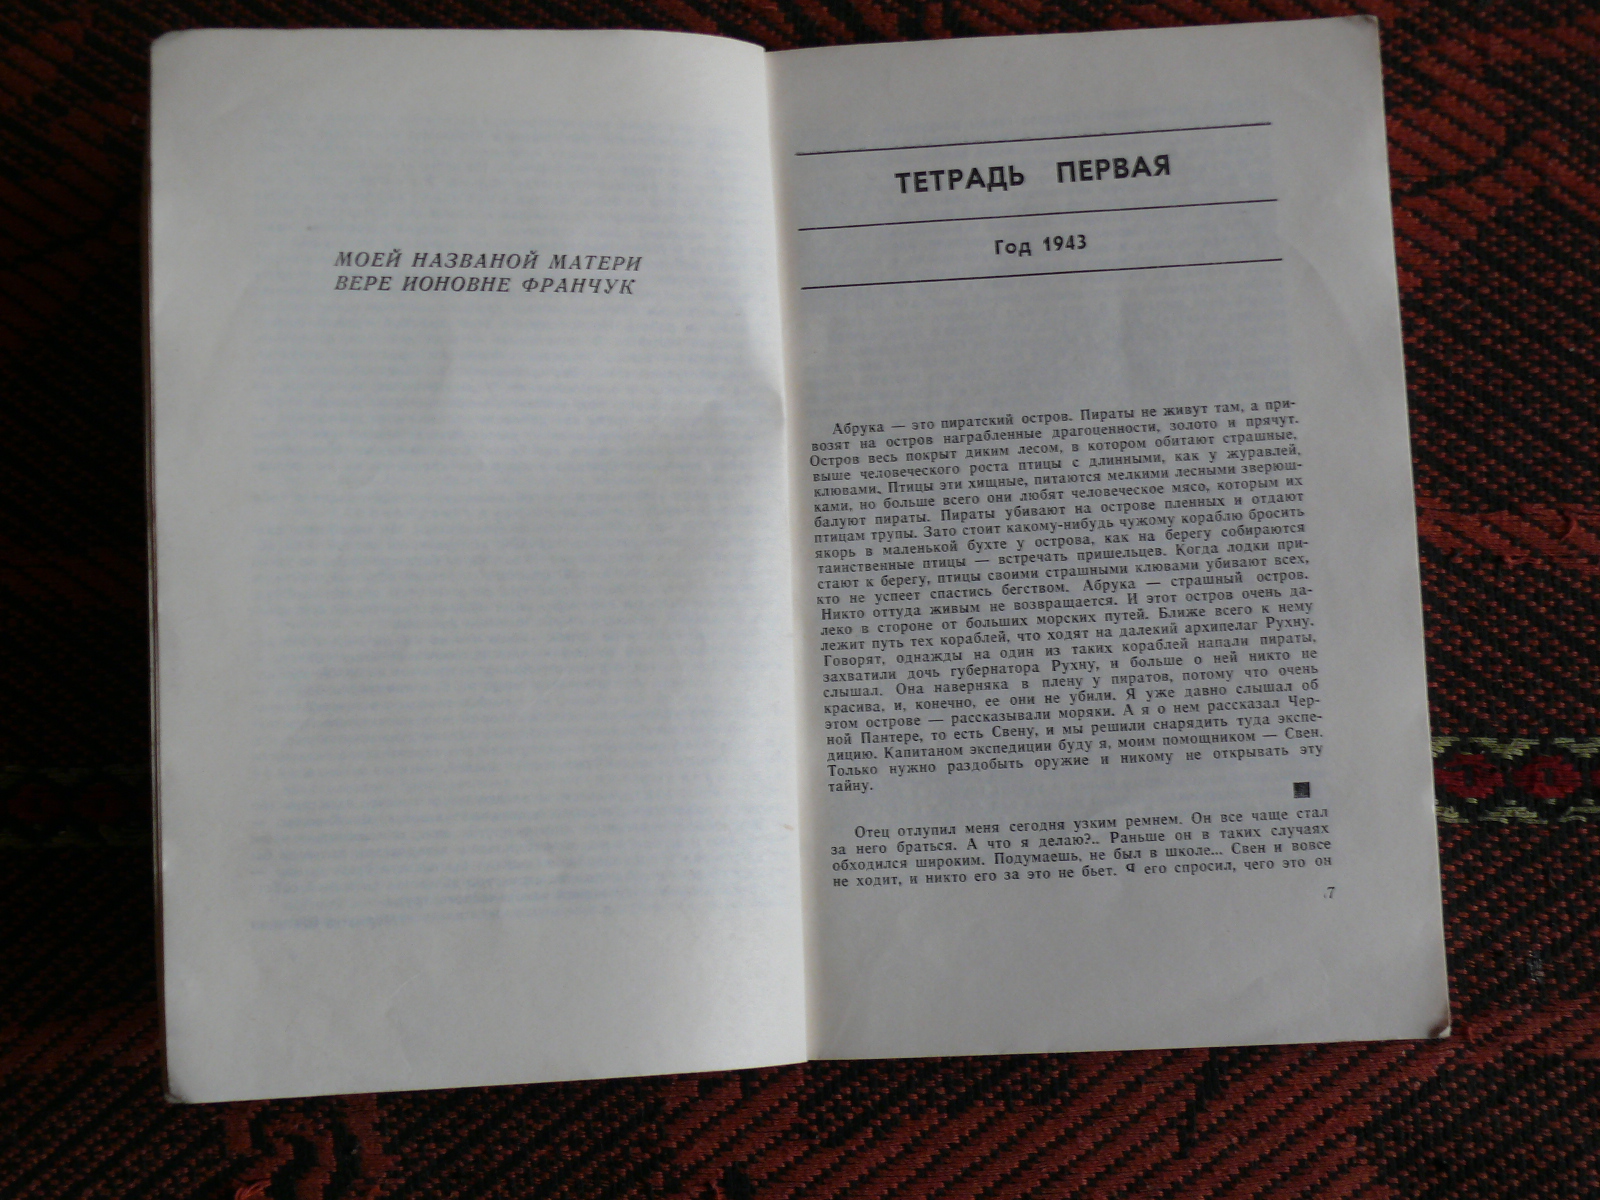 МОЕЙ НАЗВАНОЙ МАТЕРИ
ВЕРЕ ИОНОВНЕ ФРАНЧУК
ТЕТРАДЬ ПЕРВАЯ
Год 1943
Абрука — это пиратский остров. Пираты не живут там, а при-
возят на остров награбленные драгоценности, золото и прячут.
Остров весь покрыт диким лесом, в котором обитают страшные,
выше человеческого роста птицы с длинными, как у журавлей,
клювами. Птицы эти хищные, питаются мелкими лесными зверюш-
ками, но больше всего они любят человеческое мясо, которым их
балуют пираты. Пираты убивают на острове пленных и отдают
птицам трупы. Зато стоит какому-нибудь чужому кораблю бросить
якорь в маленькой бухте у острова, как на берегу собираются
таинственные птицы — встречать пришельцев. Когда лодки при-
стают к берегу, птицы своими страшными клювами убивают всех,
кто не успеет спастись бегством. Абрука — страшный остров.
Никто оттуда живым не возвращается. И этот остров очень да-
леко в стороне от больших морских путей. Ближе всего к нему
лежит путь тех кораблей, что ходят на далекий архипелаг Рухну.
Говорят, однажды на один из таких кораблей напали пираты,
захватили дочь губернатора Рухну, и больше о ней никто не
слышал. Она наверняка в плену у пиратов, потому что очень
красива, и, конечно, ее они не убили. Я уже давно слышал об
этом острове — рассказывали моряки. А я о нем рассказал Чер-
ной Пантере, то есть Свену, и мы решили снарядить туда экспе-
дицию. Капитаном экспедиции буду я, моим помощником — Свен.
Только нужно раздобыть оружие и никому не открывать эту
тайну.
Отец отлупил меня сегодня узким ремнем. Он все чаще стал
за него браться. А что я делаю?.. Раньше он в таких случаях
обходился широким. Подумаешь, не был в школе... Свен и вовсе
не ходит, и никто его за это не бьет. Я его спросил, чего это он
7